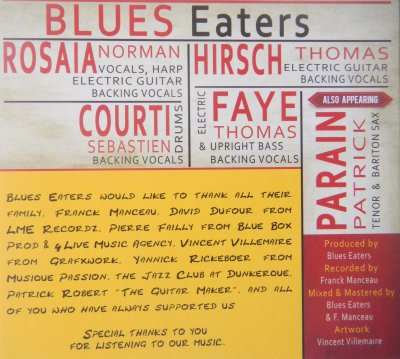 BLUES Eaters
ROSAIA NORMAN
VOCALS, HARP
ELECTRIC GUITAR
BACKING VOCALS
HIRSCH THOMAS
ELECTRIC GUITAR
BACKING VOCALS
COURTI
SEBASTIEN
DRUMS
BACKING VOCALS
FAYE
THOMAS
ELECTRIC
& UPRIGHT BASS
BACKING VOCALS
ALSO APPEARING
PARAIN
PATRICK
TENOR & BARITON SAX
BLUES EATERS WOULD LIKE TO THANK ALL THEIR
FAMILY, FRANCK MANCEAU, DAVID DUFOUR FROM
LME RECORDZ, PIERRE FAILLY FROM BLUE BOX
PROD & 4LIVE MUSIC AGENCY, VINCENT VILLEMAIRE
FROM GRAFXWORK, YANNICK RICKEBOER FROM
MUSIQUE PASSION, THE JAZZ CLUB AT DUNKERQUE,
PATRICK ROBERT "THE GUITAR MAKER", AND ALL
OF YOU WHO HAVE ALWAYS SUPPORTED US
SPECIAL THANKS TO YOU
FOR LISTENING TO OUR MUSIC.
Produced by
Blues Eaters
Recorded by
Franck Manceau
Mixed & Mastered by
Blues Eaters
& F. Manceau
Artwork
Vincent Villemaire